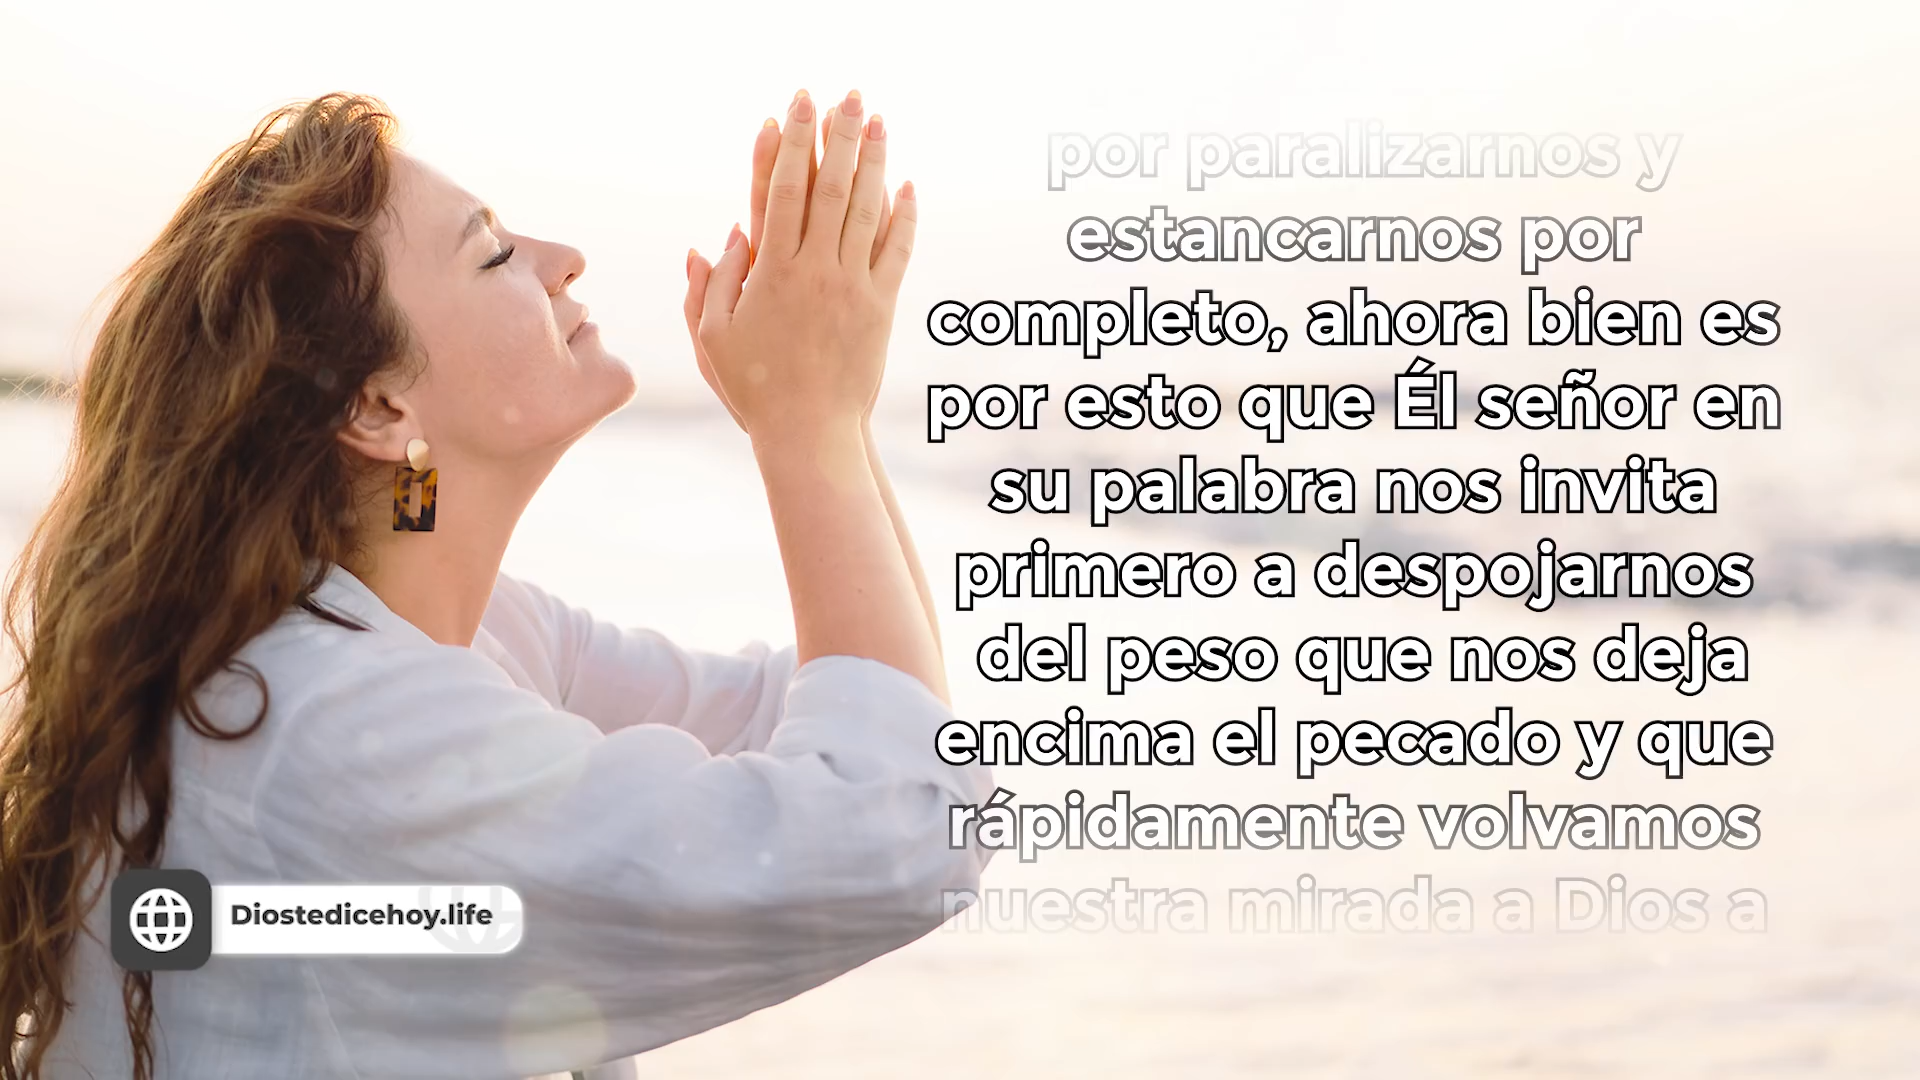 por paralizarnos y
estancarnos por
completo, ahora bien es
por esto que Él señor en
su palabra nos invita
primero a despojarnos
del peso que nos deja
encima el pecado y que
rápidamente volvamos
nuestra mirada a Dios a
Diostedicehoy.life